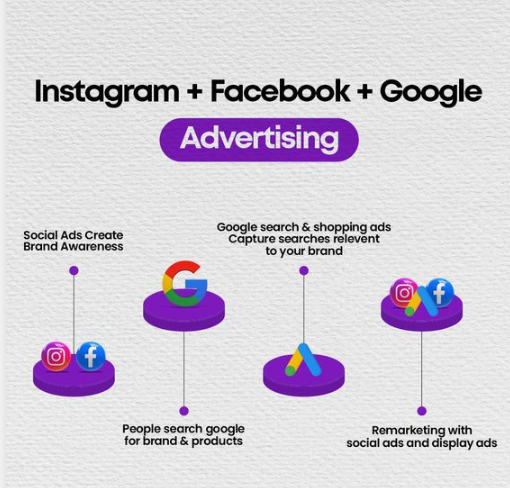 Instagram + Facebook + Google
Advertising
Social Ads Create
Brand Awareness
Google search & shopping ads
Capture searches relevent
to your brand
People search google
for brand & products
Remarketing with
social ads and display ads